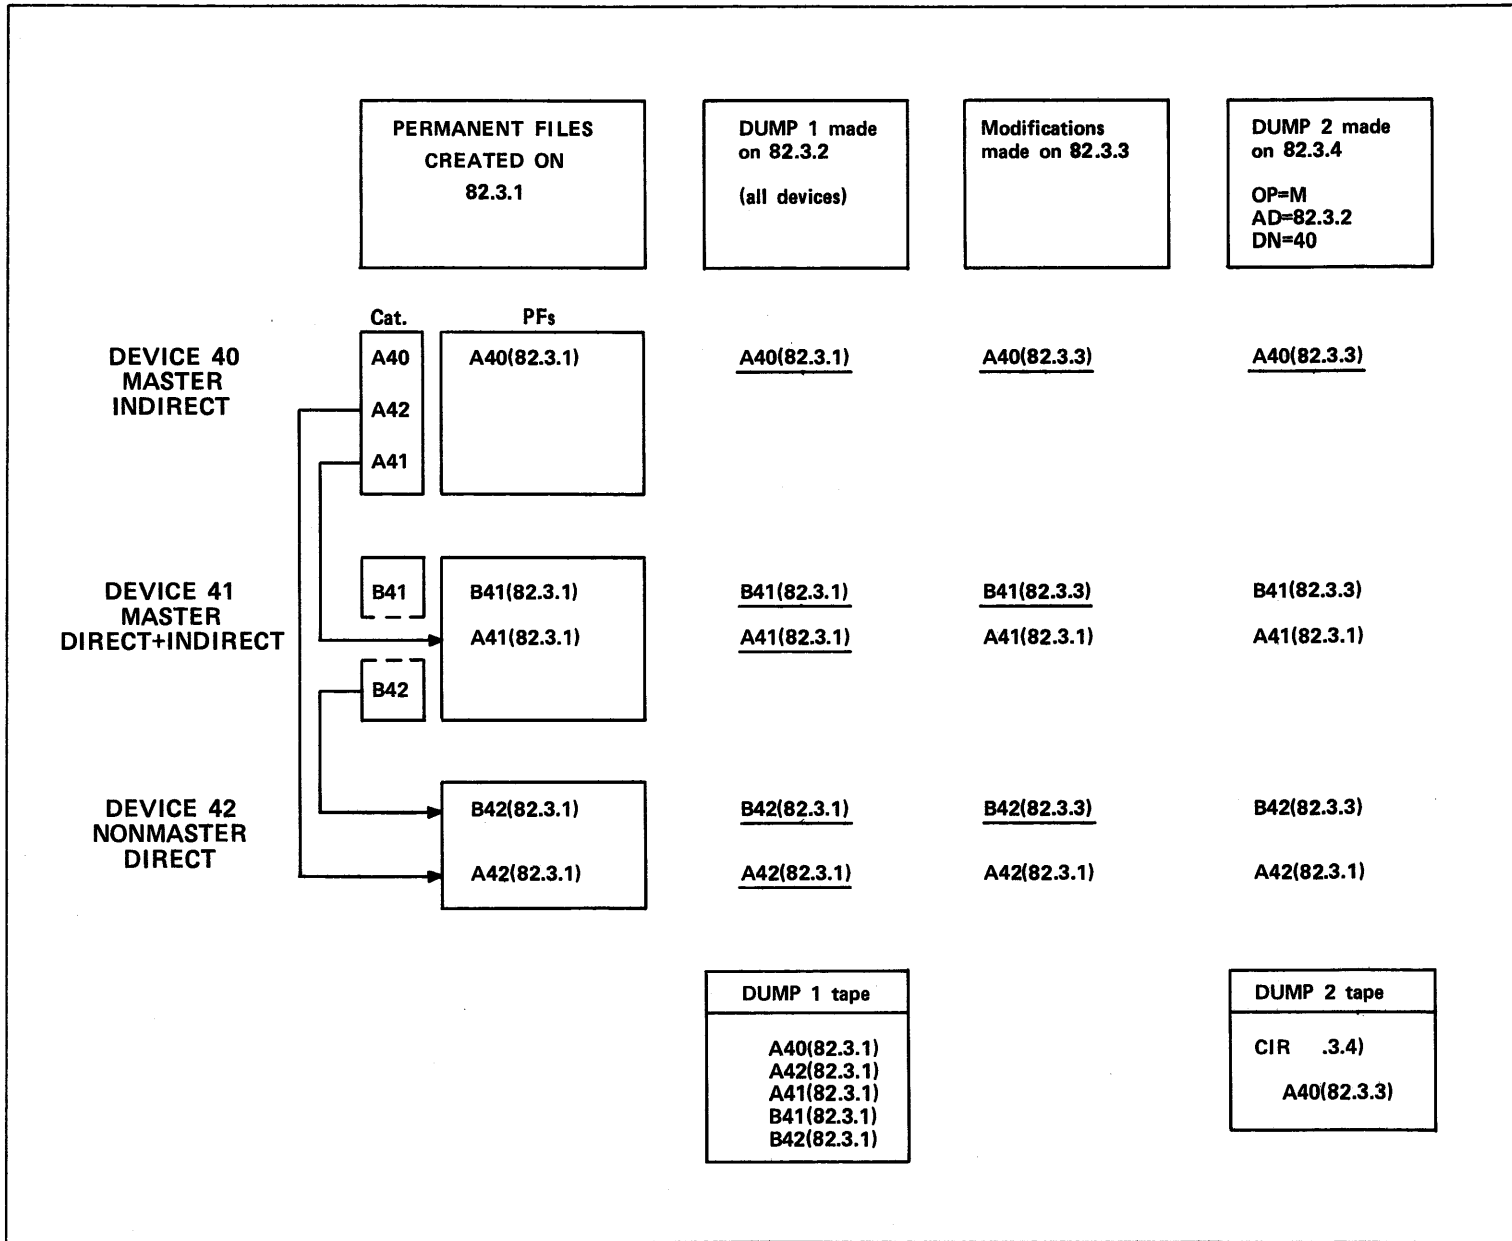 PERMANENT FILES
CREATED ON
82.3.1
DUMP 1 made
on 82.3.2
(all devices)
Modifications
made on 82.3.3
DUMP 2 made
on 82.3.4
OP=M
AD=82.3.2
DN=40
Cat.
PFs
DEVICE 40
MASTER
INDIRECT
A40
A42
A41
A40(82.3.1)
A40(82.3.1)
A40(82.3.3)
A40(82.3.3)
DEVICE 41
MASTER
DIRECT+INDIRECT
B41
B42
B41(82.3.1)
A41(82.3.1)
B41(82.3.1)
A41(82.3.1)
B41(82.3.3)
A41(82.3.1)
B41(82.3.3)
A41(82.3.1)
DEVICE 42
NONMASTER
DIRECT
B42(82.3.1)
A42(82.3.1)
B42(82.3.1)
A42(82.3.1)
B42(82.3.3)
A42(82.3.1)
B42(82.3.3)
A42(82.3.1)
DUMP 1 tape
A40(82.3.1)
A42(82.3.1)
A41(82.3.1)
B41(82.3.1)
B42(82.3.1)
DUMP 2 tape
CIR .3.4)
A40(82.3.3)